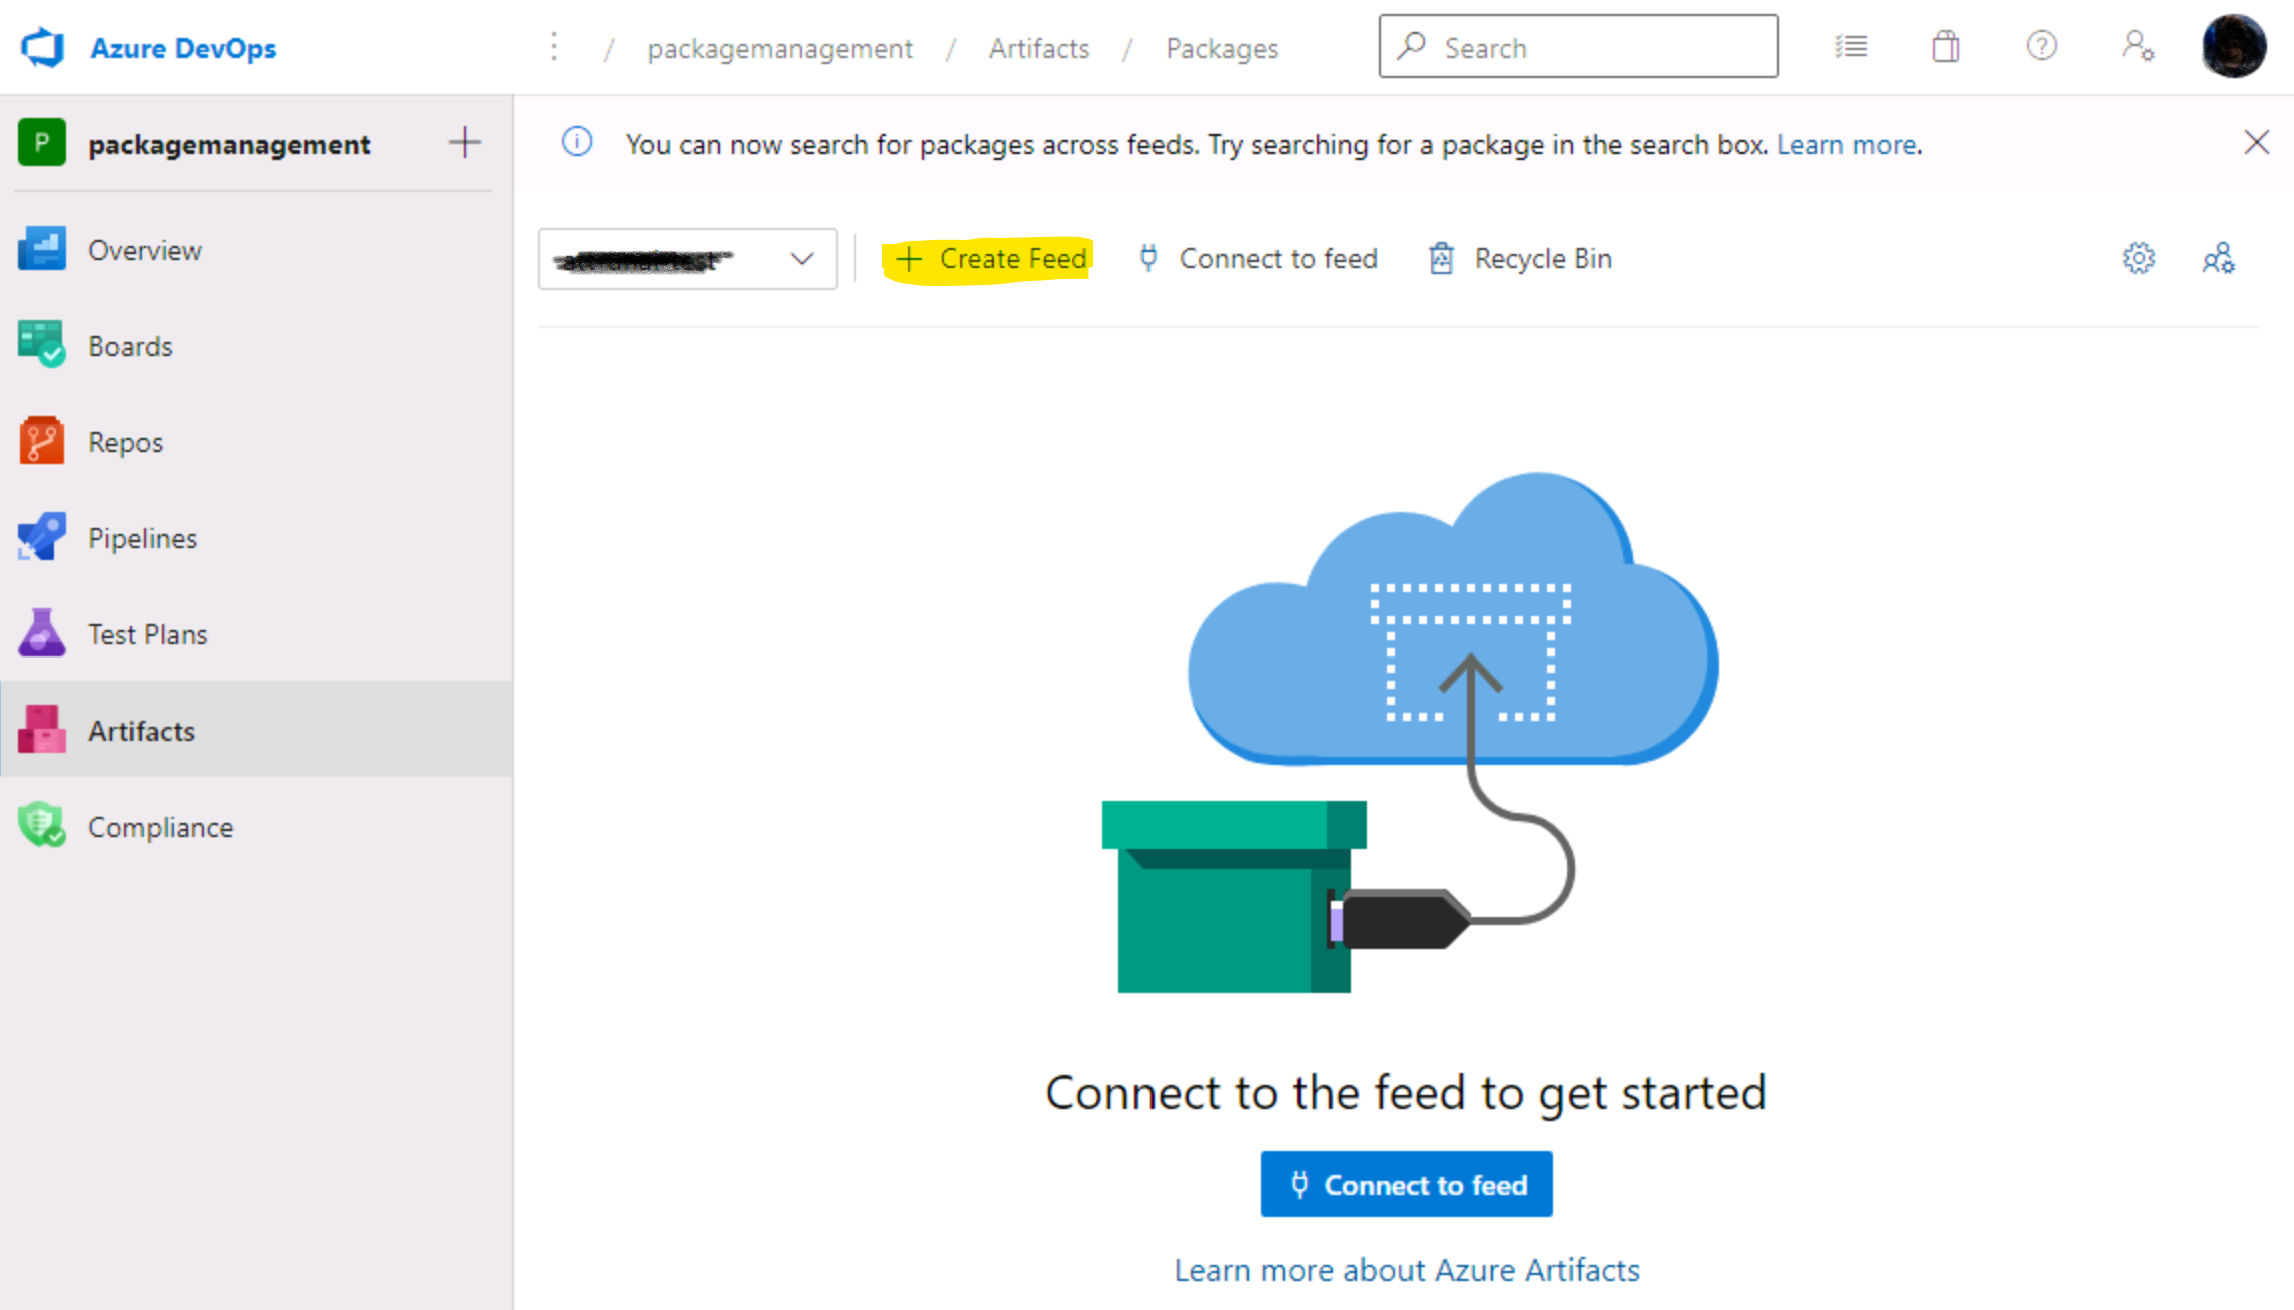 Azure DevOps
/ packagemanagement / Artifacts / Packages
Search
P packagemanagement
You can now search for packages across feeds. Try searching for a package in the search box. Learn more.
Create Feed
Connect to feed
Recycle Bin
Overview
Boards
Repos
Pipelines
Test Plans
Artifacts
Compliance
Connect to the feed to get started
Connect to feed
Learn more about Azure Artifacts